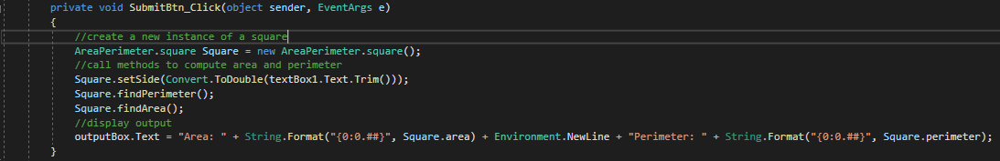 private void SubmitBtn_Click(object sender, EventArgs e)
{
//create a new instance of a square
AreaPerimeter.square Square = new AreaPerimeter.square();
//call methods to compute area and perimeter
Square.setSide(Convert.ToDouble(textBox1.Text.Trim()));
Square.findPerimeter();
Square.findArea();
//display output
outputBox.Text = "Area: " + String.Format("{0:0.##}", Square.area) + Environment.NewLine + "Perimeter: " + String.Format("{0:0.##}", Square.perimeter);
}